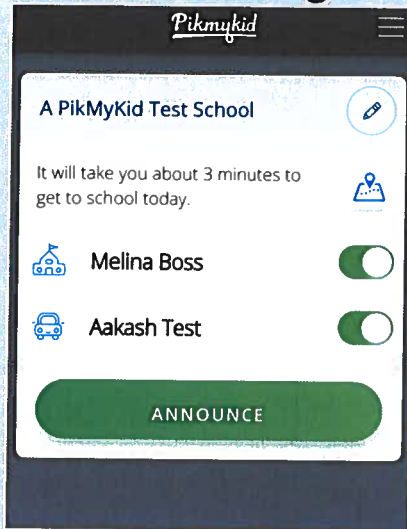 Pikmykid
A PikMyKid Test School
It will take you about 3 minutes to
get to school today.
Melina Boss
Aakash Test
ANNOUNCE